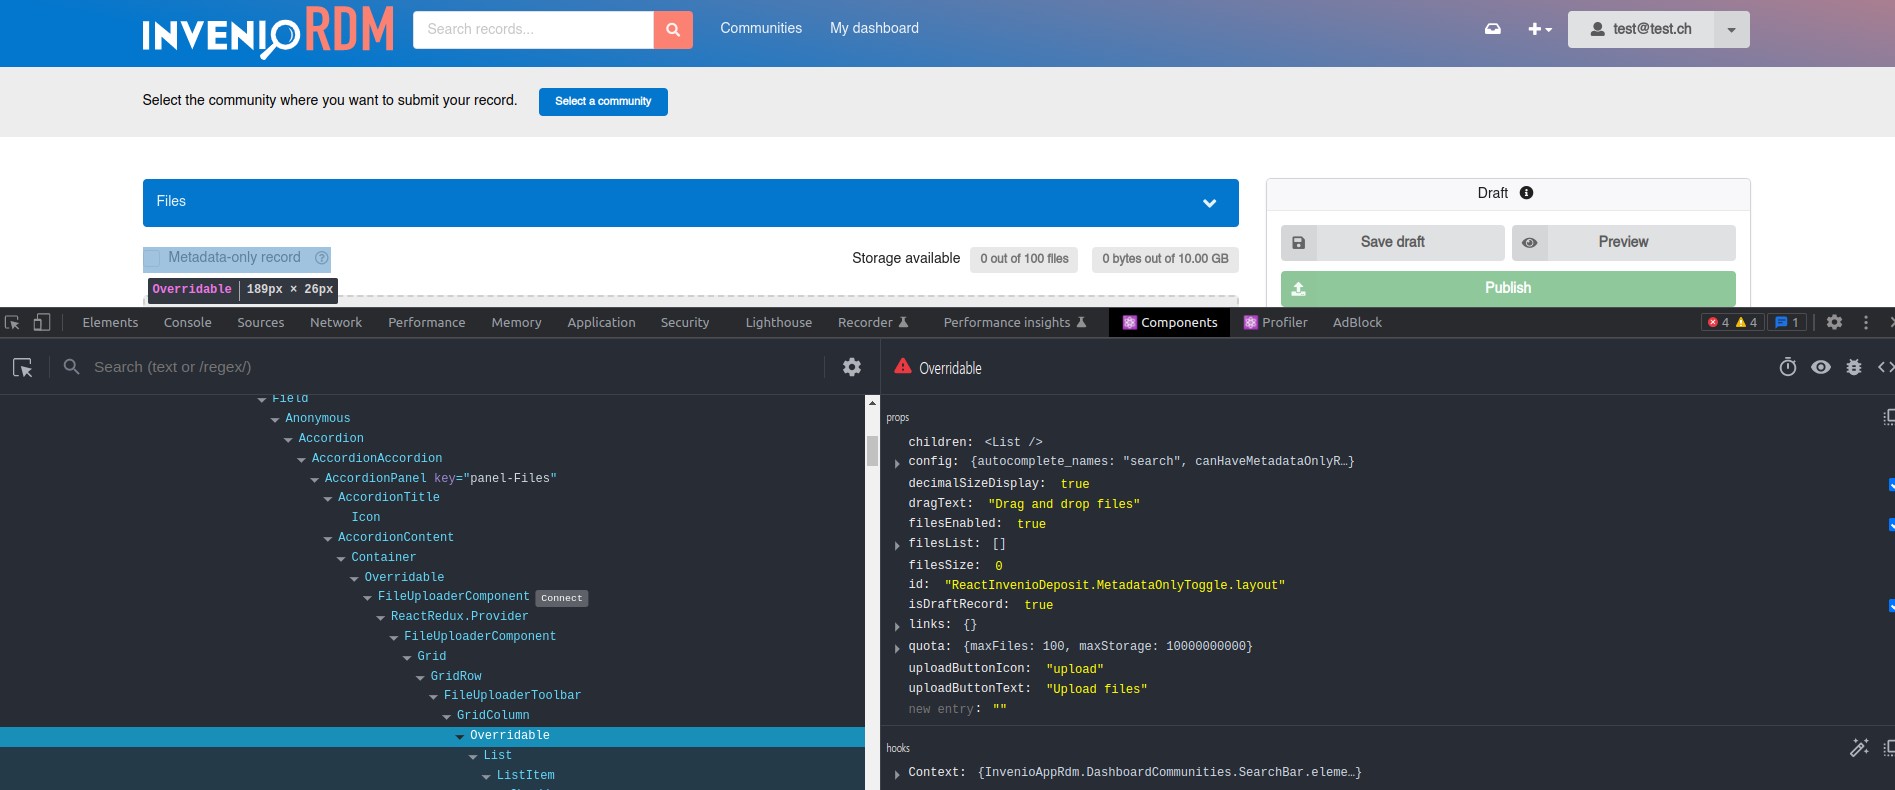 INVENIORDM Search records... Communities My dashboard test@test.ch
Select the community where you want to submit your record. Select a community
Files
Draft
Save draft Preview
Metadata-only record Storage available 0 out of 100 files 0 bytes out of 10.00 GB
Publish
Overridable 189px × 26px
Elements Console Sources Network Performance Memory Application Security Lighthouse Recorder Performance insights Components Profiler AdBlock 4 4 1
Search (text or /regex/)
Field
Anonymous
Accordion
AccordionAccordion
AccordionPanel key="panel-Files"
AccordionTitle
Icon
AccordionContent
Container
Overridable
FileUploaderComponent Connect
ReactRedux.Provider
FileUploaderComponent
Grid
GridRow
FileUploaderToolbar
GridColumn
Overridable
List
ListItem
Overridable
props
children: <List />
config: {autocomplete_names: "search", canHaveMetadataOnlyR…}
decimalSizeDisplay: true
dragText: "Drag and drop files"
filesEnabled: true
filesList: []
filesSize: 0
id: "ReactInvenioDeposit.MetadataOnlyToggle.layout"
isDraftRecord: true
links: {}
quota: {maxFiles: 100, maxStorage: 10000000000}
uploadButtonIcon: "upload"
uploadButtonText: "Upload files"
new entry: ""
hooks
Context: {InvenioAppRdm.DashboardCommunities.SearchBar.eleme…}